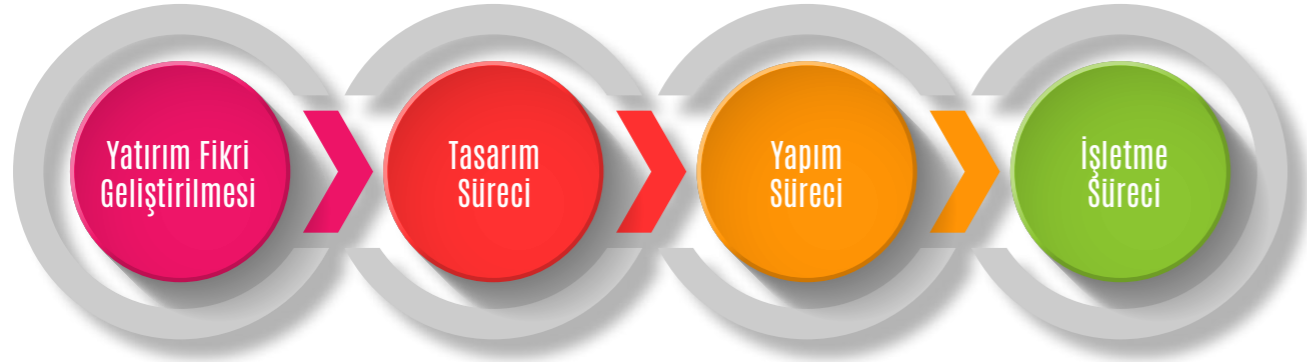 Yatırım Fikri
Geliştirilmesi
Tasarım
Süreci
Yapım
Süreci
İşletme
Süreci